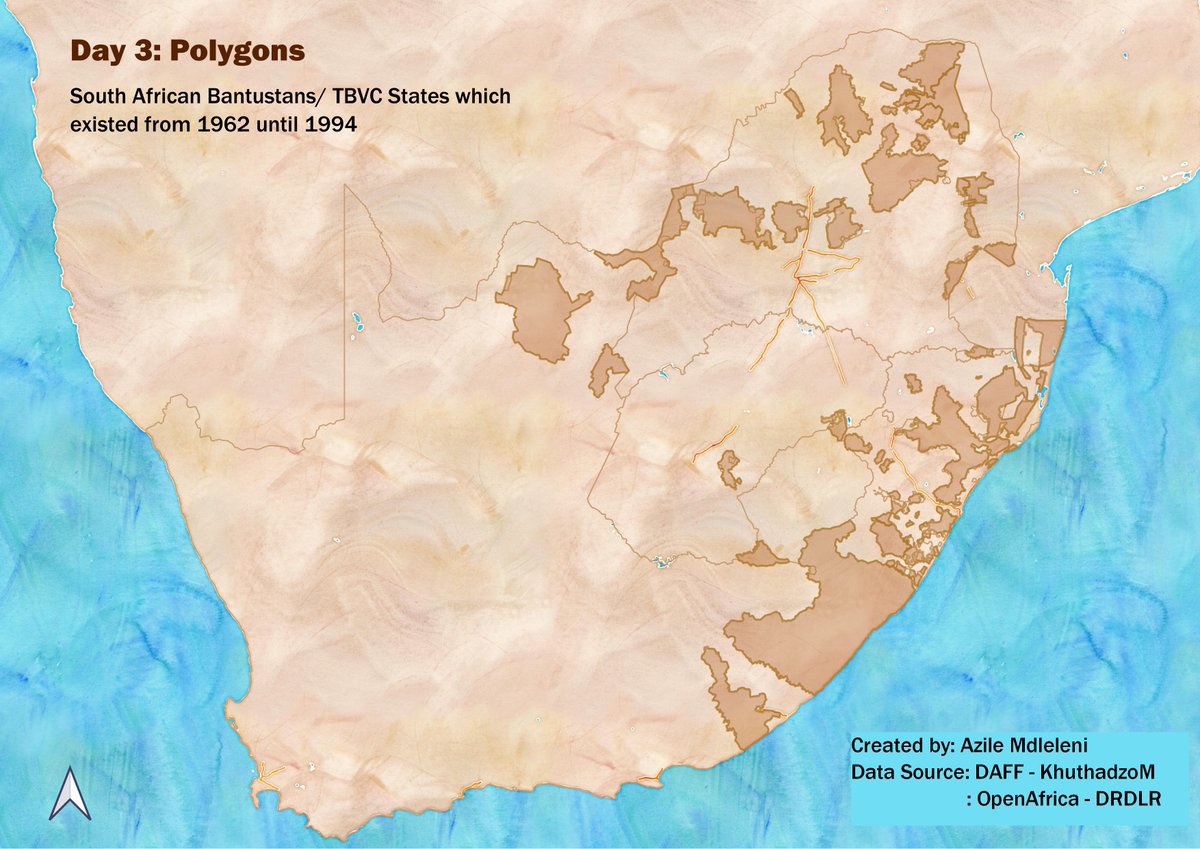 Day 3: Polygons
South African Bantustans/ TBVC States which
existed from 1962 until 1994
Created by: Azile Mdleleni
Data Source: DAFF - KhuthadzoM
: OpenAfrica - DRDLR